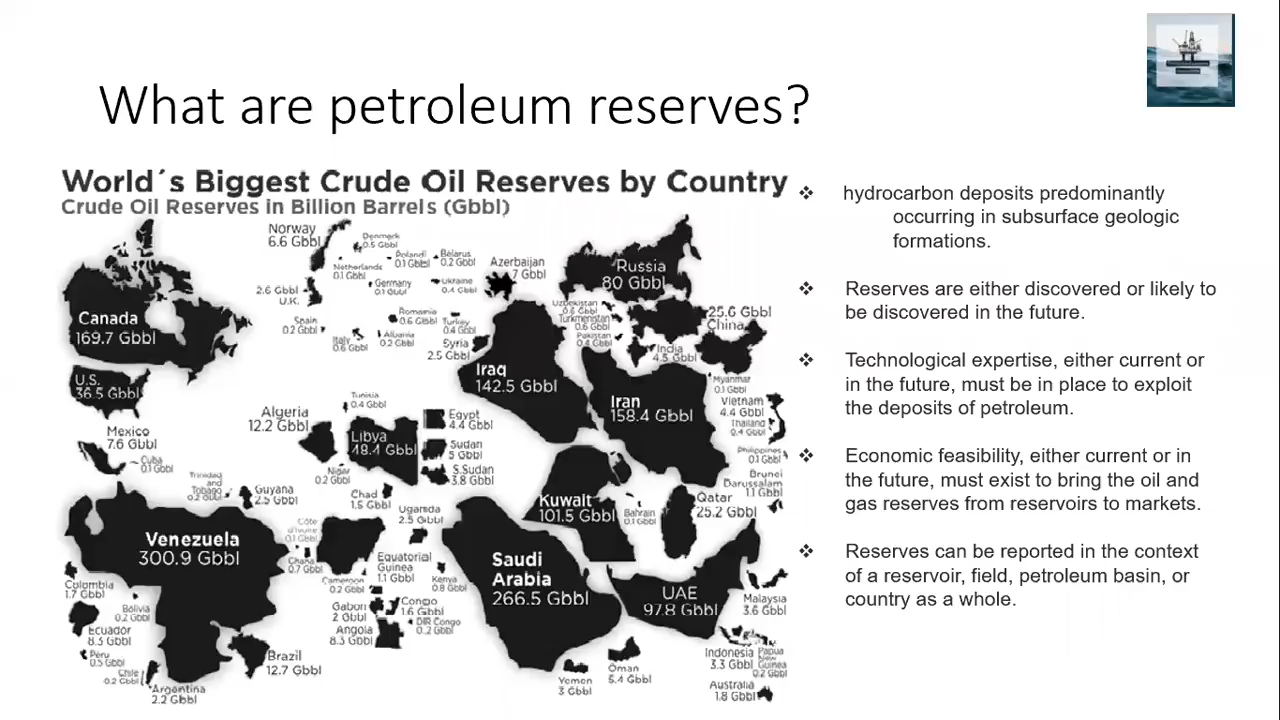 What are petroleum reserves?
World´s Biggest Crude Oil Reserves by Country
Crude Oil Reserves in Billion Barrels (Gbbl)
Norway
6.6 Gbbl
Denmark
0.5 Gbbl
Poland
0.1 Gbbl
Belarus
0.2 Gbbl
Netherlands
0.1 Gbbl
Germany
0.1 Gbbl
Ukraine
0.4 Gbbl
Azerbaijan
7 Gbbl
Russia
80 Gbbl
2.6 Gbbl
U.K.
Spain
0.2 Gbbl
Italy
0.6 Gbbl
Romania
0.6 Gbbl
Albania
0.2 Gbbl
Turkey
0.4 Gbbl
Syria
2.5 Gbbl
Uzbekistan
0.6 Gbbl
Turkmenistan
0.6 Gbbl
Pakistan
0.4 Gbbl
25.6 Gbbl
China
India
4.5 Gbbl
Canada
169.7 Gbbl
U.S.
36.5 Gbbl
Iraq
142.5 Gbbl
Iran
158.4 Gbbl
Myanmar
0.1 Gbbl
Vietnam
4.4 Gbbl
Thailand
0.4 Gbbl
Philippines
0.1 Gbbl
Brunei
Darussalam
1.1 Gbbl
Mexico
7.6 Gbbl
Cuba
0.1 Gbbl
Algeria
12.2 Gbbl
Tunisia
0.4 Gbbl
Libya
48.4 Gbbl
Egypt
4.4 Gbbl
Sudan
5 Gbbl
S.Sudan
3.8 Gbbl
Niger
0.2 Gbbl
Chad
1.5 Gbbl
Uganda
2.5 Gbbl
Trinidad
and
Tobago
0.2 Gbbl
Guyana
2.5 Gbbl
Côte
d'Ivoire
0.1 Gbbl
Ghana
0.7 Gbbl
Kuwait
101.5 Gbbl
Bahrain
0.1 Gbbl
Qatar
25.2 Gbbl
Venezuela
300.9 Gbbl
Saudi
Arabia
266.5 Gbbl
UAE
97.8 Gbbl
Colombia
1.7 Gbbl
Bolivia
0.2 Gbbl
Ecuador
8.3 Gbbl
Peru
0.5 Gbbl
Chile
0.2 Gbbl
Argentina
2.2 Gbbl
Brazil
12.7 Gbbl
Cameroon
0.2 Gbbl
Equatorial
Guinea
1.1 Gbbl
Kenya
0.8 Gbbl
Gabon
2 Gbbl
Congo
1.6 Gbbl
DR Congo
0.2 Gbbl
Angola
8.3 Gbbl
Yemen
3 Gbbl
Oman
5.4 Gbbl
Malaysia
3.6 Gbbl
Indonesia
3.3 Gbbl
Papua
New
Guinea
0.2 Gbbl
Australia
1.8 Gbbl
❖ hydrocarbon deposits predominantly
occurring in subsurface geologic
formations.
❖ Reserves are either discovered or likely to
be discovered in the future.
❖ Technological expertise, either current or
in the future, must be in place to exploit
the deposits of petroleum.
❖ Economic feasibility, either current or in
the future, must exist to bring the oil and
gas reserves from reservoirs to markets.
❖ Reserves can be reported in the context
of a reservoir, field, petroleum basin, or
country as a whole.